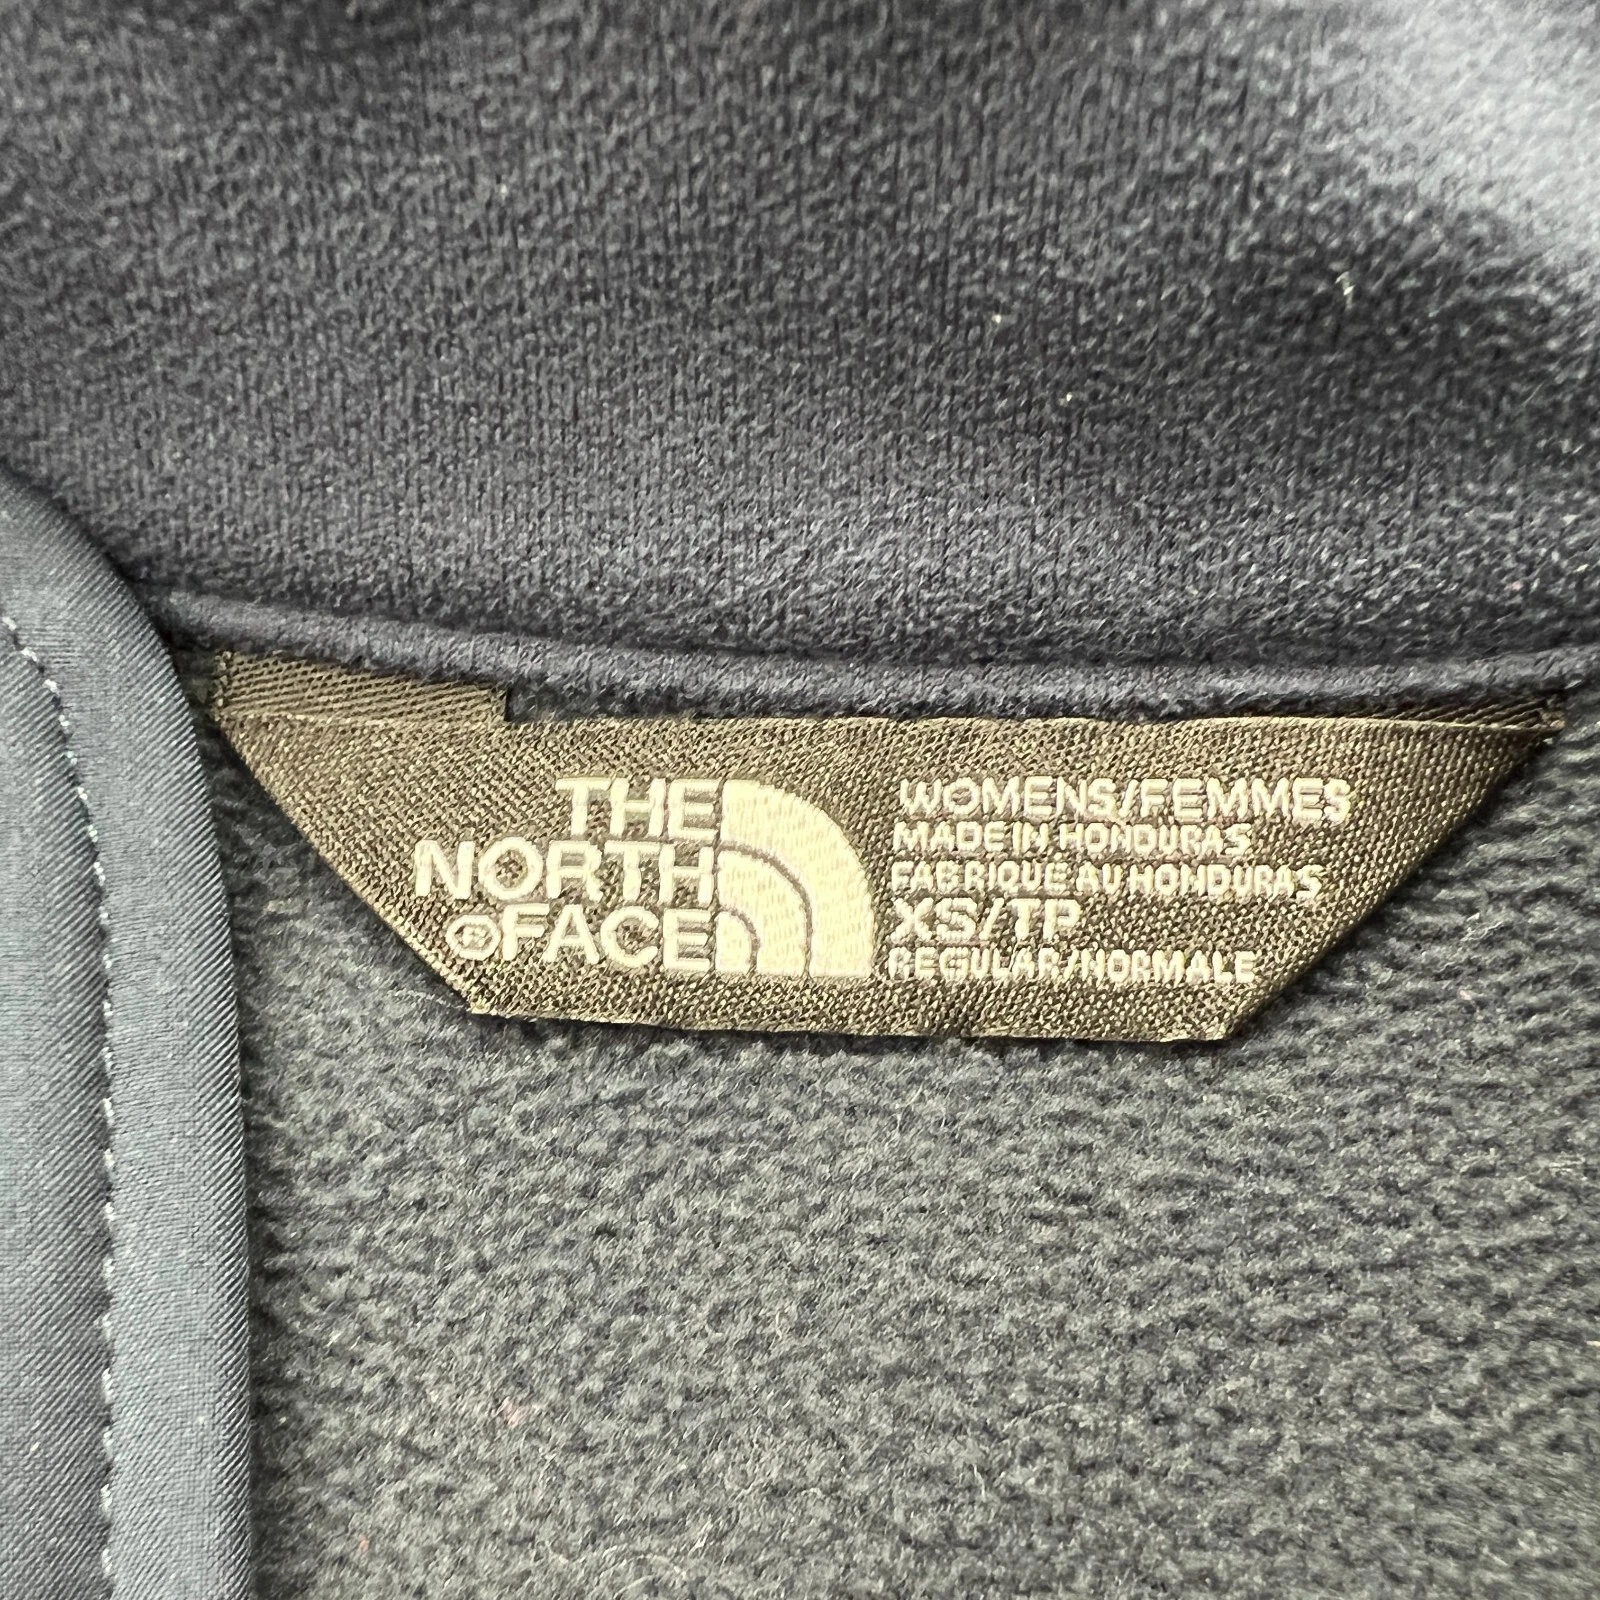 THE
NORTH
®FACE
WOMENS/FEMMES
MADE IN HONDURAS
FABRIQUE AU HONDURAS
XS/TP
REGULAR/NORMALE